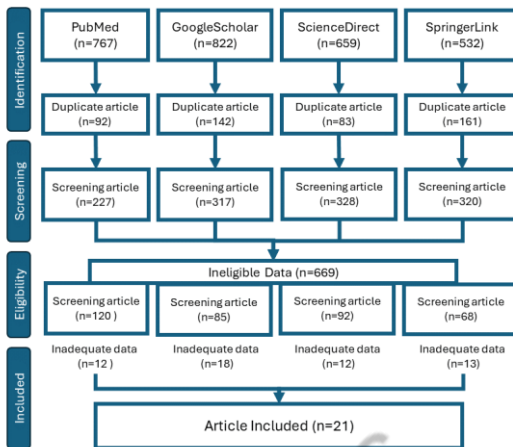 Identification
PubMed
(n=767)
GoogleScholar
(n=822)
ScienceDirect
(n=659)
SpringerLink
(n=532)
Duplicate article
(n=92)
Duplicate article
(n=142)
Duplicate article
(n=83)
Duplicate article
(n=161)
Screening
Screening article
(n=227)
Screening article
(n=317)
Screening article
(n=328)
Screening article
(n=320)
Eligibility
Ineligible Data (n=669)
Screening article
(n=120 )
Screening article
(n=85)
Screening article
(n=92)
Screening article
(n=68)
Included
Inadequate data
(n=12 )
Inadequate data
(n=18)
Inadequate data
(n=12)
Inadequate data
(n=13)
Article Included (n=21)